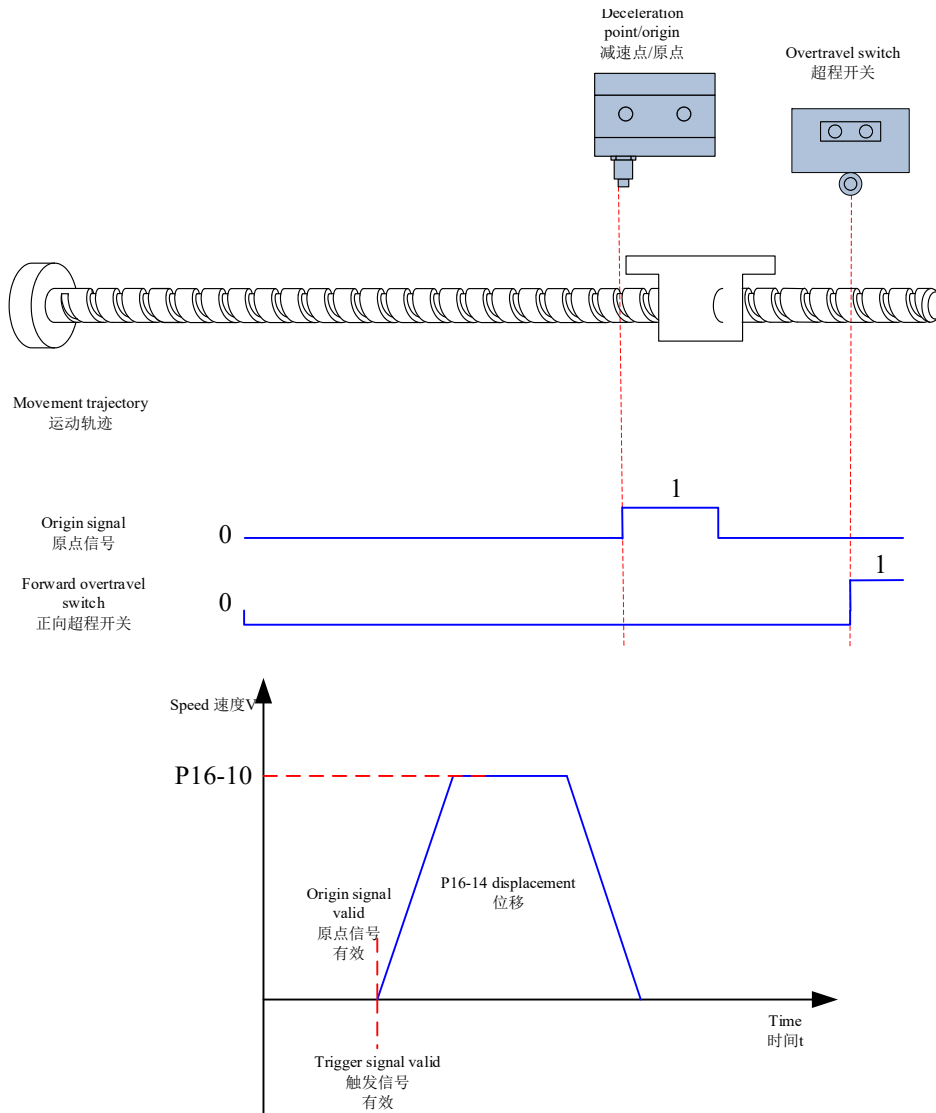 Deceleration
point/origin
减速点/原点
Overtravel switch
超程开关
Movement trajectory
运动轨迹
1
Origin signal
原点信号
0
1
Forward overtravel
switch
正向超程开关
0
Speed 速度V
P16-10
P16-14 displacement
位移
Origin signal
valid
原点信号
有效
Time
时间t
Trigger signal valid
触发信号
有效